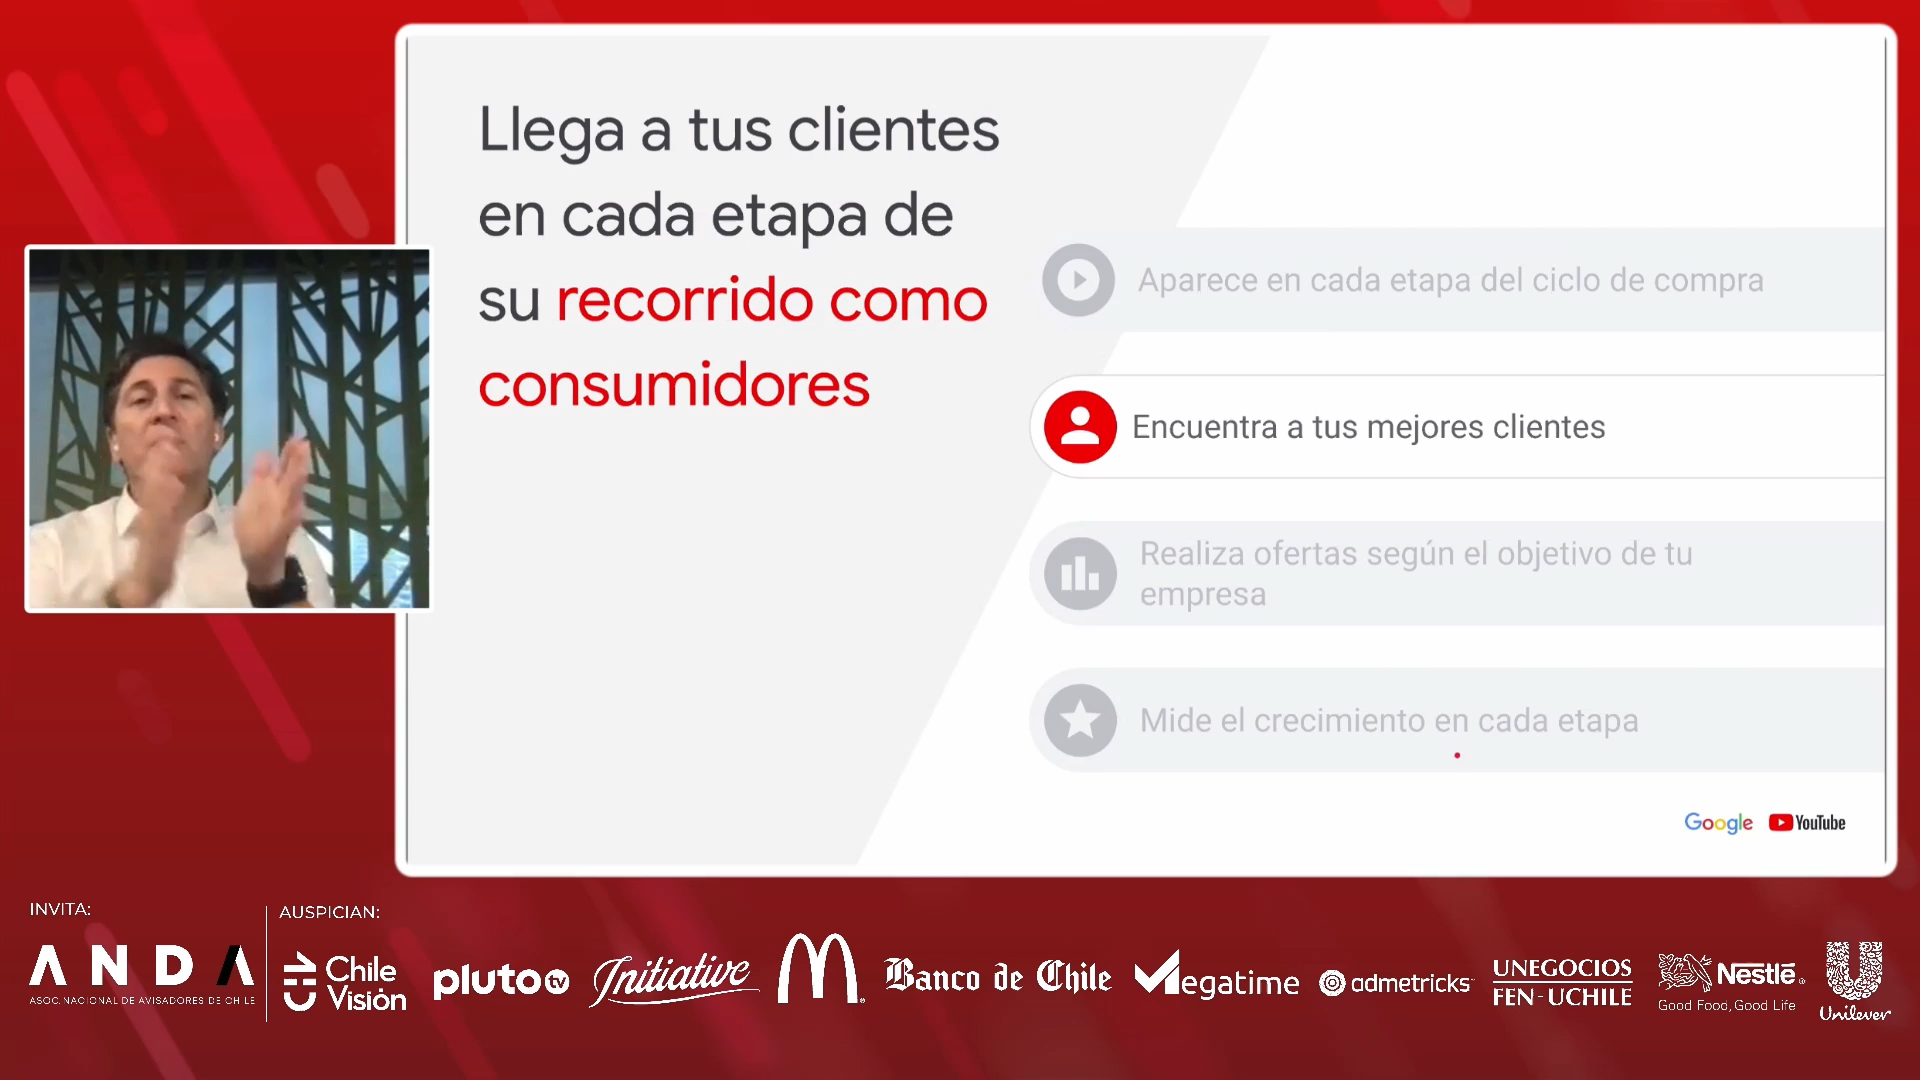 Llega a tus clientes
en cada etapa de
su recorrido como
consumidores
Aparece en cada etapa del ciclo de compra
Encuentra a tus mejores clientes
Realiza ofertas según el objetivo de tu
empresa
Mide el crecimiento en cada etapa
Google YouTube
INVITA:
ANDA
ASOC. NACIONAL DE AVISADORES DE CHILE
AUSPICIAN:
CHV
Chile
Visión
pluto tv
Initiative
M
Banco de Chile
Megatime
admetricks
UNEGOCIOS
FEN-UCHILE
Nestlé
Good Food, Good Life
Unilever